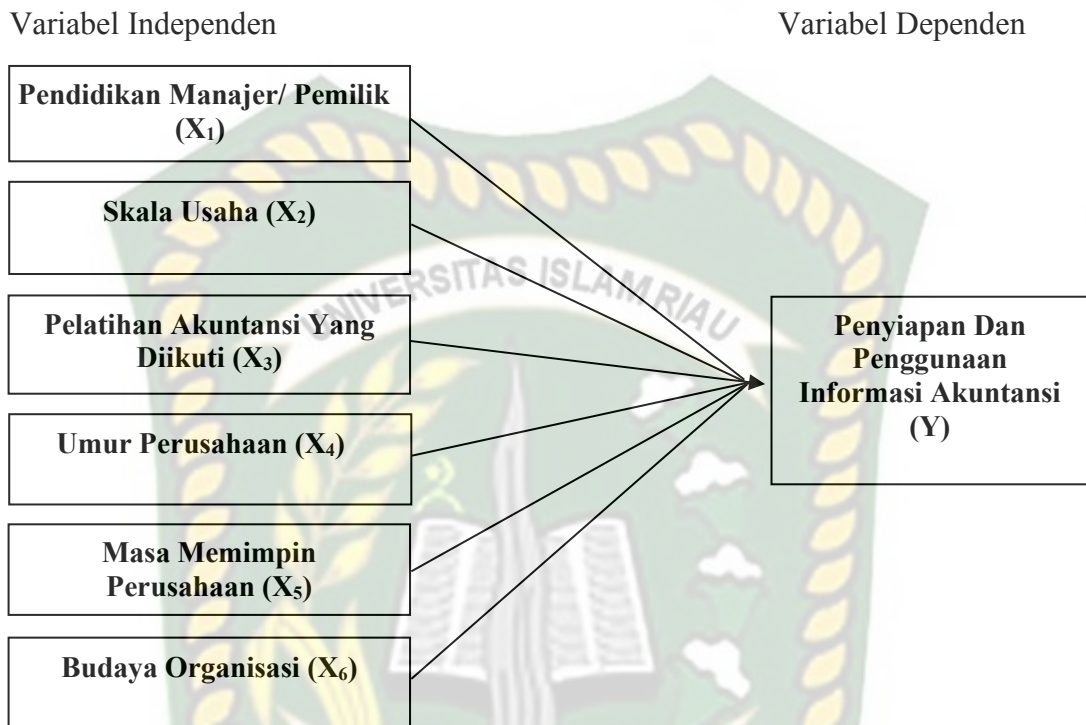 Variabel Independen
Variabel Dependen
Pendidikan Manajer/ Pemilik
(X₁)
Skala Usaha (X₂)
UNIVERSITAS ISLAM RIAU
Pelatihan Akuntansi Yang
Diikuti (X₃)
Penyiapan Dan
Penggunaan
Informasi Akuntansi
(Y)
Umur Perusahaan (X₄)
Masa Memimpin
Perusahaan (X₅)
Budaya Organisasi (X₆)